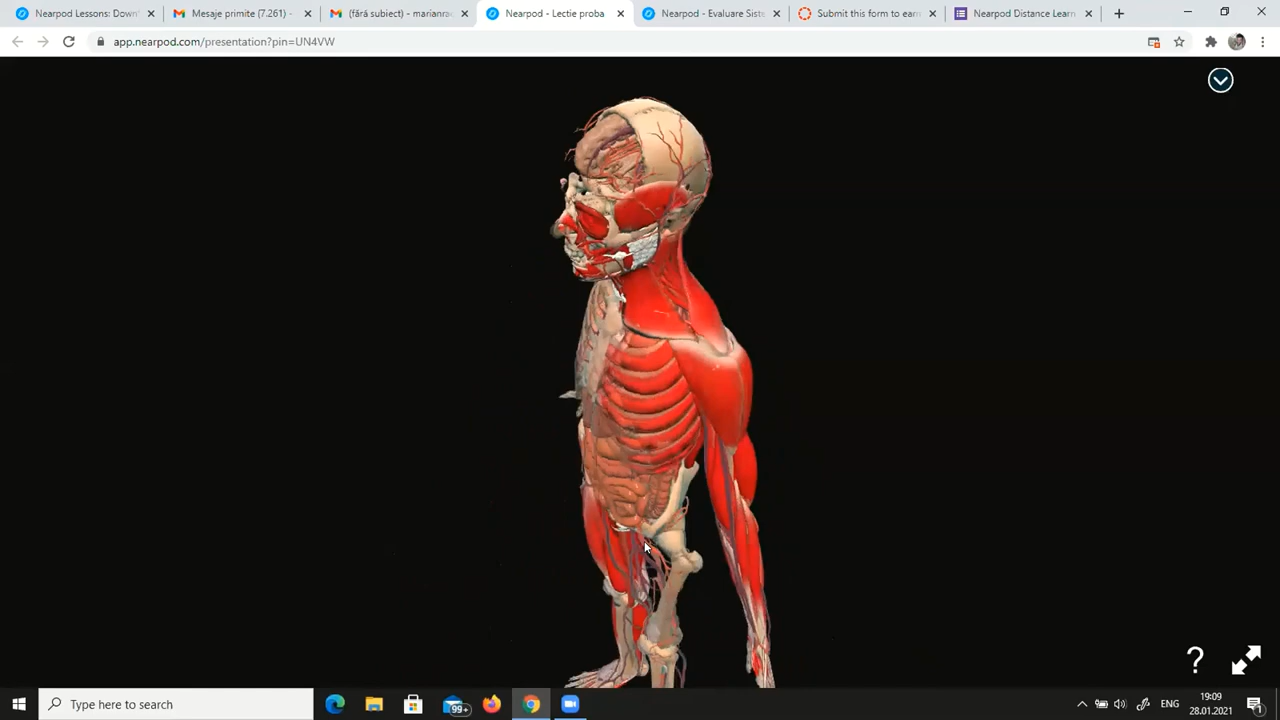 Nearpod Lessons: Down
Mesaje primite (7.261) -
(fără subiect) - marianra
Nearpod - Lectie proba
Nearpod - Evaluare Sist
Submit this form to earn
Nearpod Distance Learn
app.nearpod.com/presentation?pin=UN4VW
?
Type here to search
99+
ENG
19:09
28.01.2021
1